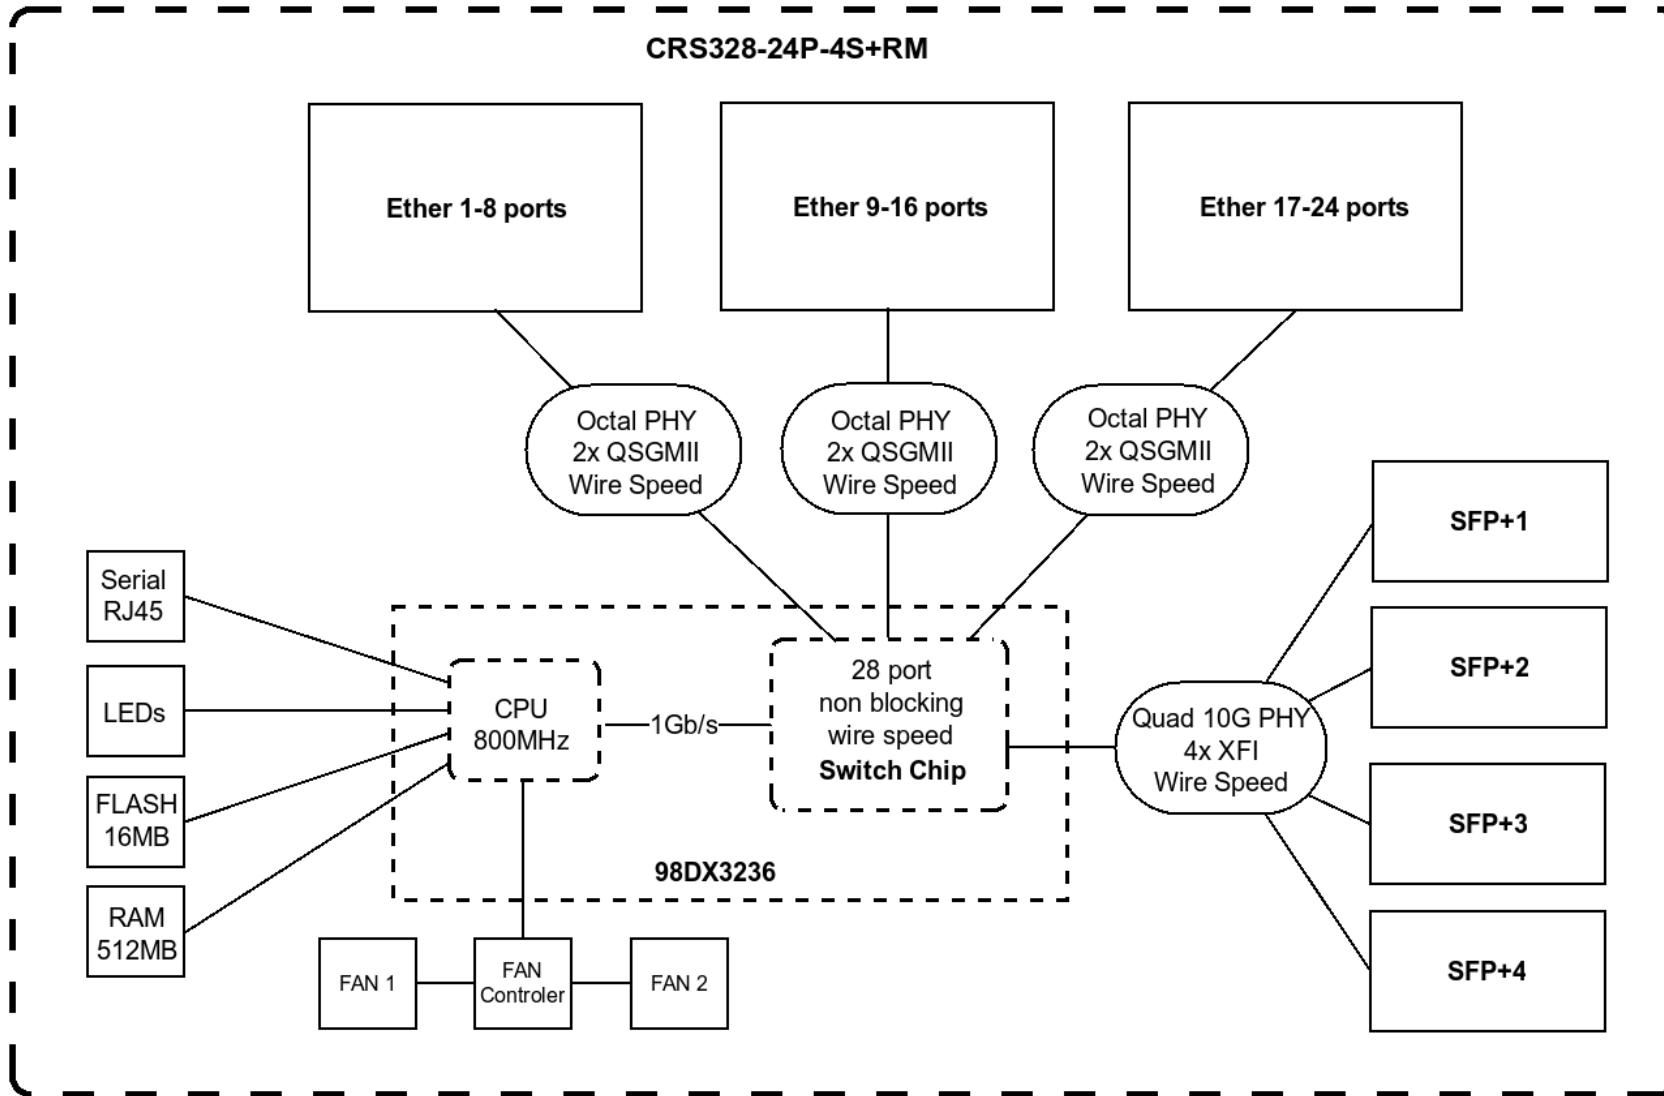 CRS328-24P-4S+RM
Ether 1-8 ports
Ether 9-16 ports
Ether 17-24 ports
Octal PHY
2x QSGMII
Wire Speed
Octal PHY
2x QSGMII
Wire Speed
Octal PHY
2x QSGMII
Wire Speed
Serial
RJ45
LEDs
FLASH
16MB
RAM
512MB
CPU
800MHz
1Gb/s
28 port
non blocking
wire speed
Switch Chip
98DX3236
Quad 10G PHY
4x XFI
Wire Speed
SFP+1
SFP+2
SFP+3
SFP+4
FAN 1
FAN
Controler
FAN 2